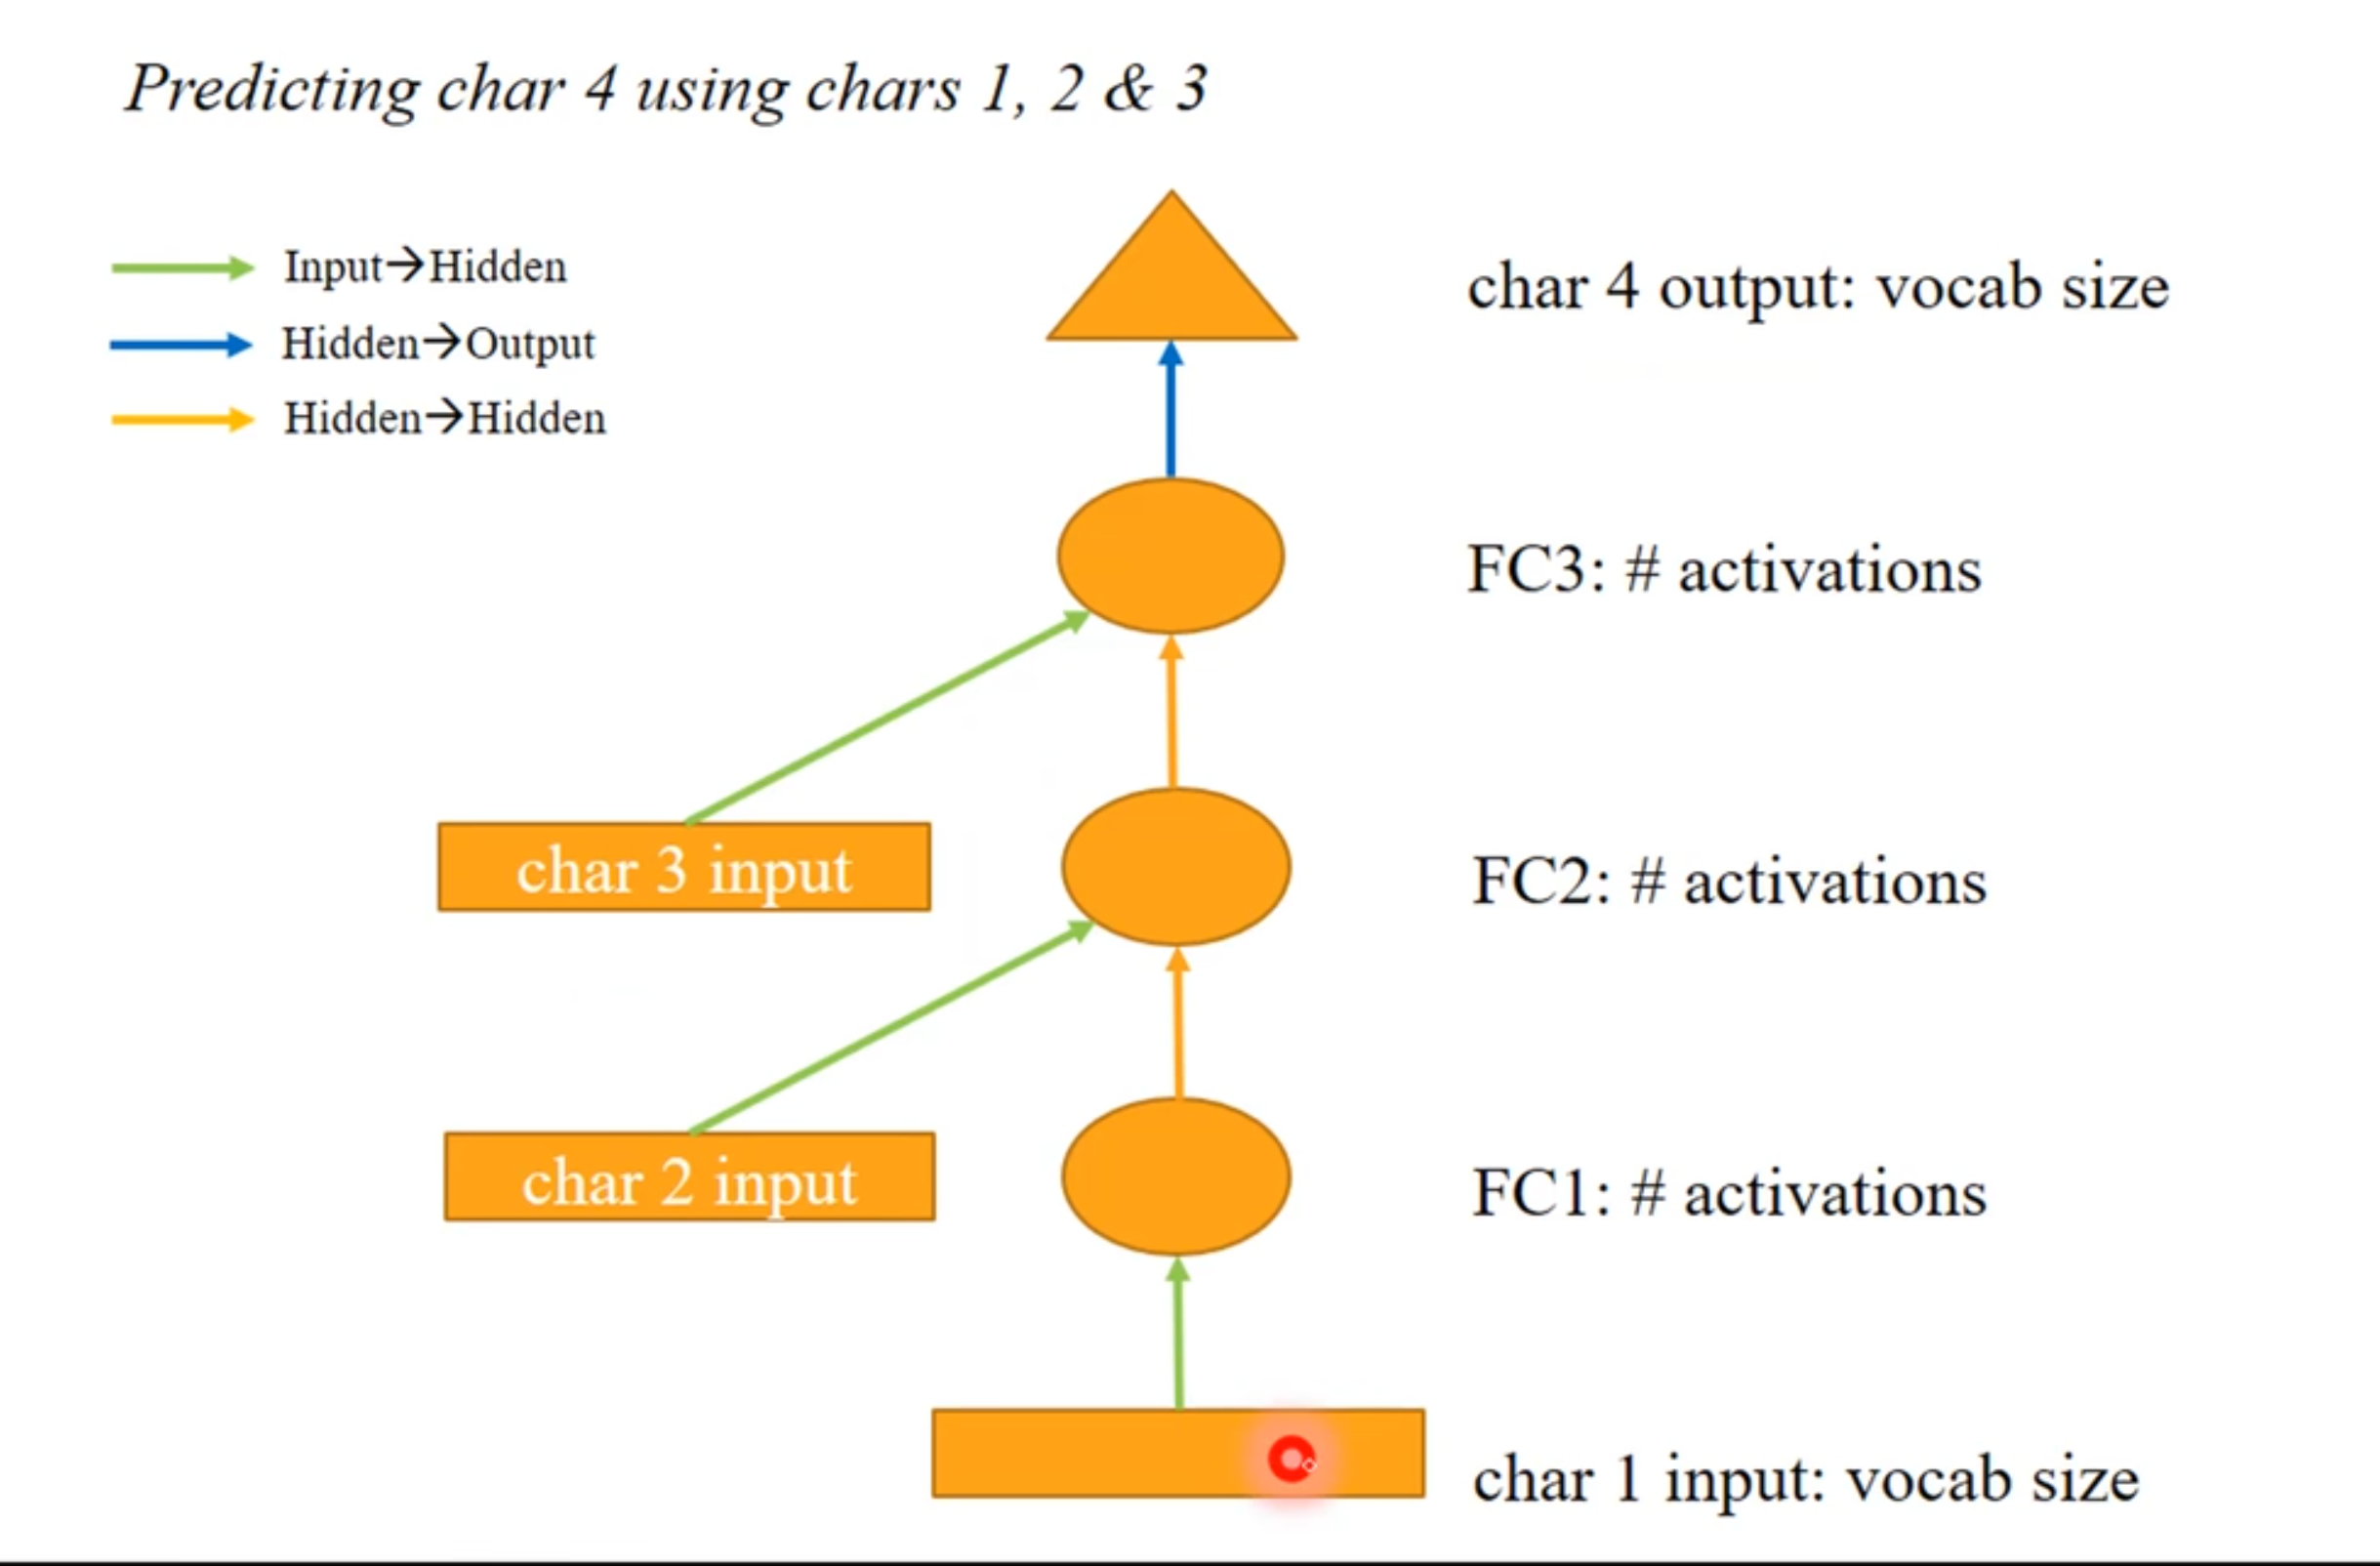 Predicting char 4 using chars 1, 2 & 3
Input→Hidden
Hidden→Output
Hidden→Hidden
char 4 output: vocab size
FC3: # activations
char 3 input
FC2: # activations
char 2 input
FC1: # activations
char 1 input: vocab size